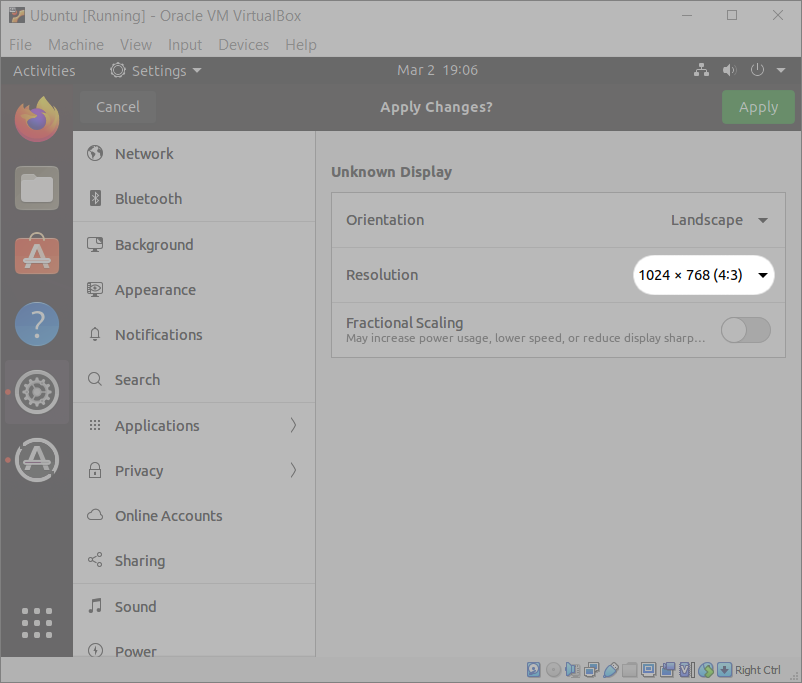 Ubuntu [Running] - Oracle VM VirtualBox
File Machine View Input Devices Help
Activities Settings Mar 2 19:06
Cancel Apply Changes? Apply
Network
Bluetooth
Background
Appearance
Notifications
Search
Applications
Privacy
Online Accounts
Sharing
Sound
Power
Unknown Display
Orientation Landscape
Resolution 1024 × 768 (4:3)
Fractional Scaling
May increase power usage, lower speed, or reduce display sharp...
Right Ctrl